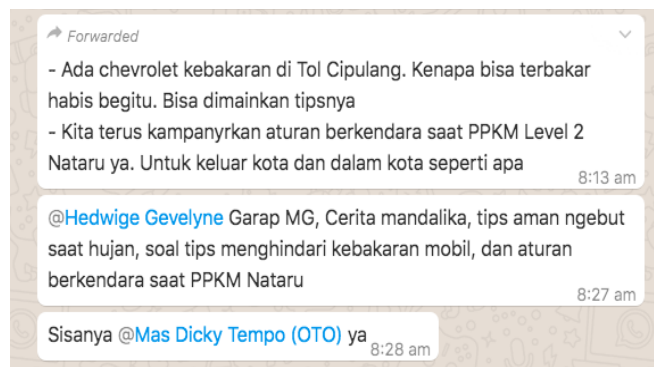 Forwarded
- Ada chevrolet kebakaran di Tol Cipulang. Kenapa bisa terbakar
habis begitu. Bisa dimainkan tipsnya
- Kita terus kampanyrkan aturan berkendara saat PPKM Level 2
Nataru ya. Untuk keluar kota dan dalam kota seperti apa
8:13 am
@Hedwige Gevelyne Garap MG, Cerita mandalika, tips aman ngebut
saat hujan, soal tips menghindari kebakaran mobil, dan aturan
berkendara saat PPKM Nataru
8:27 am
Sisanya @Mas Dicky Tempo (OTO) ya
8:28 am